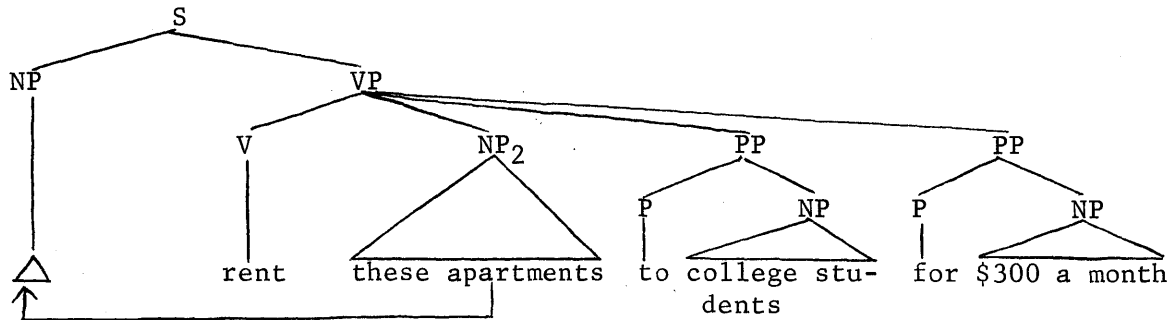 S
NP VP
V NP2 PP PP
P NP P NP
△
rent these apartments to college stu- for $300 a month
dents